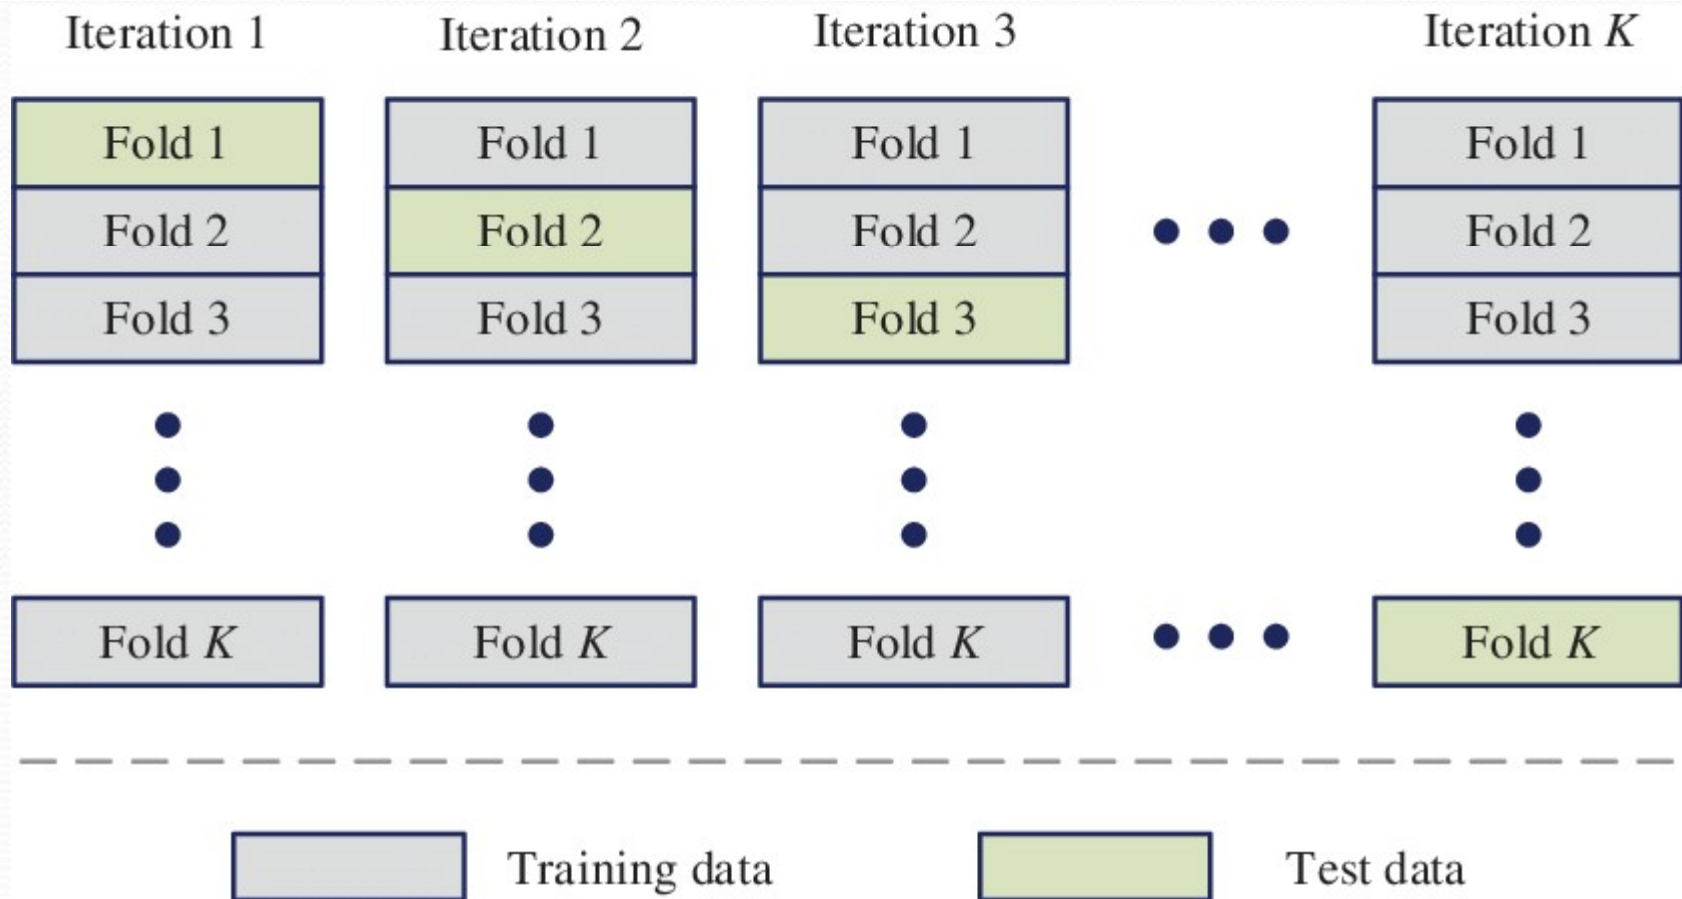 Iteration 1
Iteration 2
Iteration 3
Iteration K
Fold 1
Fold 1
Fold 1
Fold 1
Fold 2
Fold 2
Fold 2
Fold 2
Fold 3
Fold 3
Fold 3
Fold 3
Fold K
Fold K
Fold K
Fold K
Training data
Test data